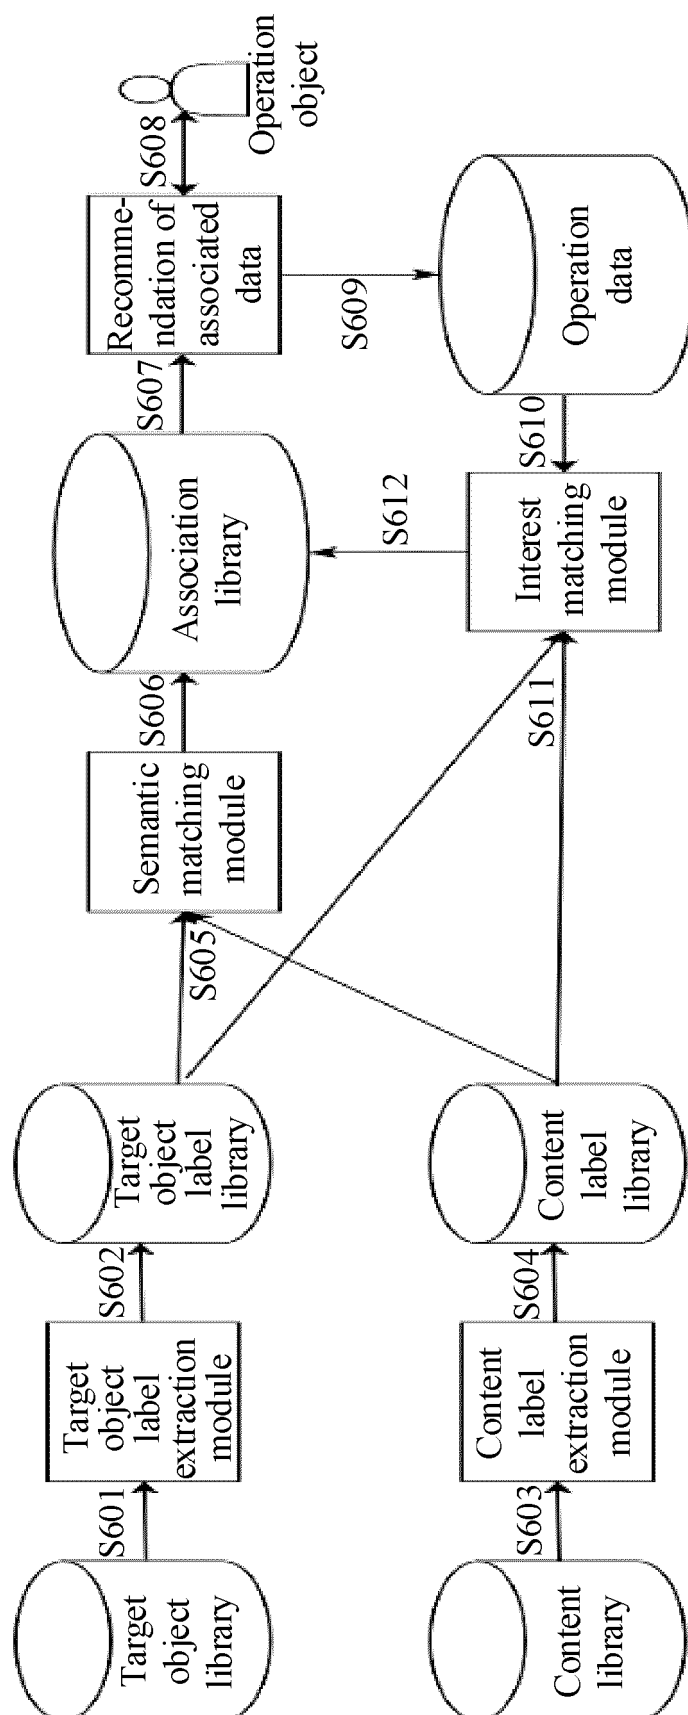 Target
object
library
S601
Target
object
label
extraction
module
S602
Target
object
label
library
S605
Semantic
matching
module
S606
Association
library
S607
Recomme-
ndation of
associated
data
S608
Operation
object
S609
Content
library
S603
Content
label
extraction
module
S604
Content
label
library
S611
Interest
matching
module
S612
S610
Operation
data